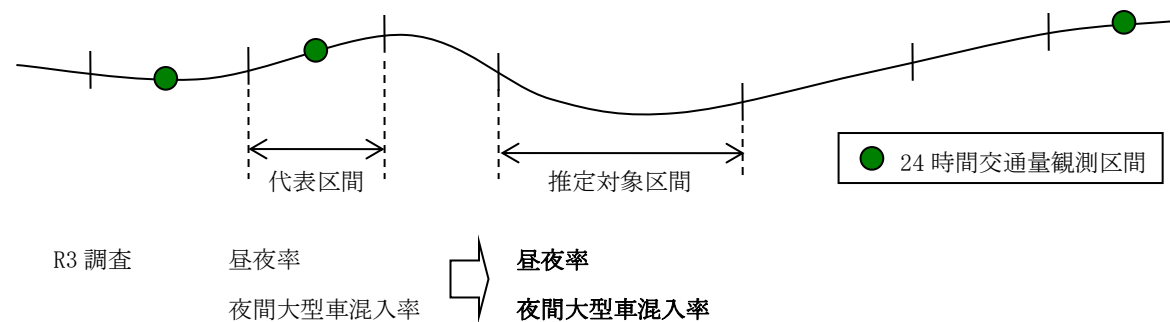 24 時間交通量観測区間
代表区間
推定対象区間
R3 調査 昼夜率 昼夜率
夜間大型車混入率 夜間大型車混入率